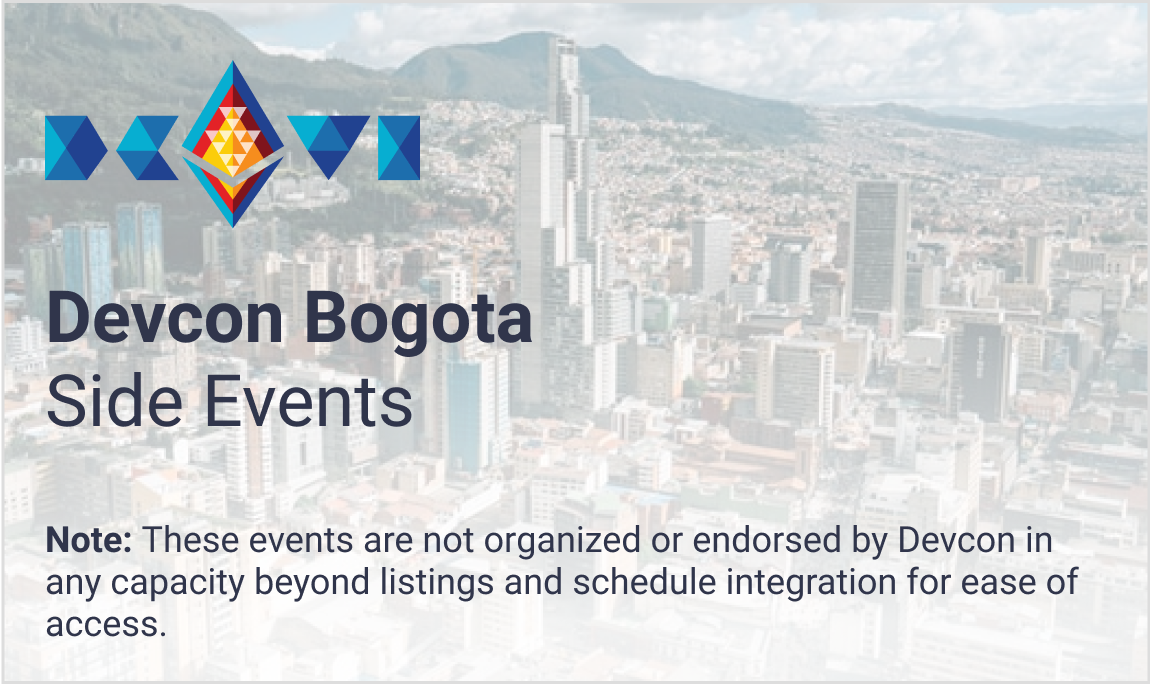 Devcon Bogota
Side Events
Note: These events are not organized or endorsed by Devcon in
any capacity beyond listings and schedule integration for ease of
access.